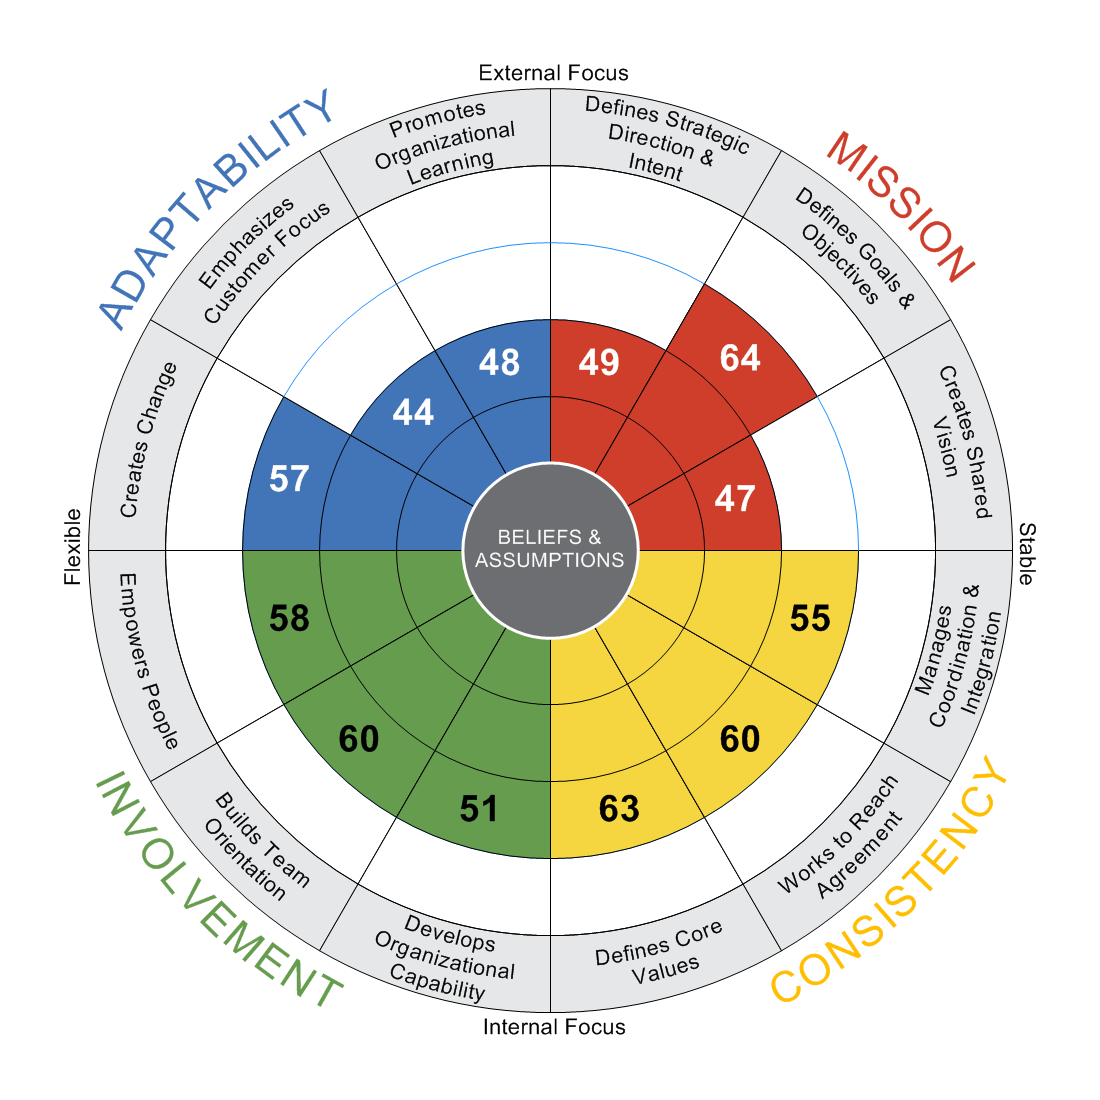 External Focus
ADAPTABILITY
MISSION
Promotes
Organizational
Learning
Defines Strategic
Direction &
Intent
Emphasizes
Customer Focus
Defines Goals &
Objectives
Creates Change
Creates Shared
Vision
48
49
64
44
57
47
Flexible
BELIEFS &
ASSUMPTIONS
Stable
58
55
60
60
51
63
Empowers People
Manages
Coordination &
Integration
Builds Team
Orientation
Works to Reach
Agreement
Develops
Organizational
Capability
Defines Core
Values
INVOLVEMENT
CONSISTENCY
Internal Focus